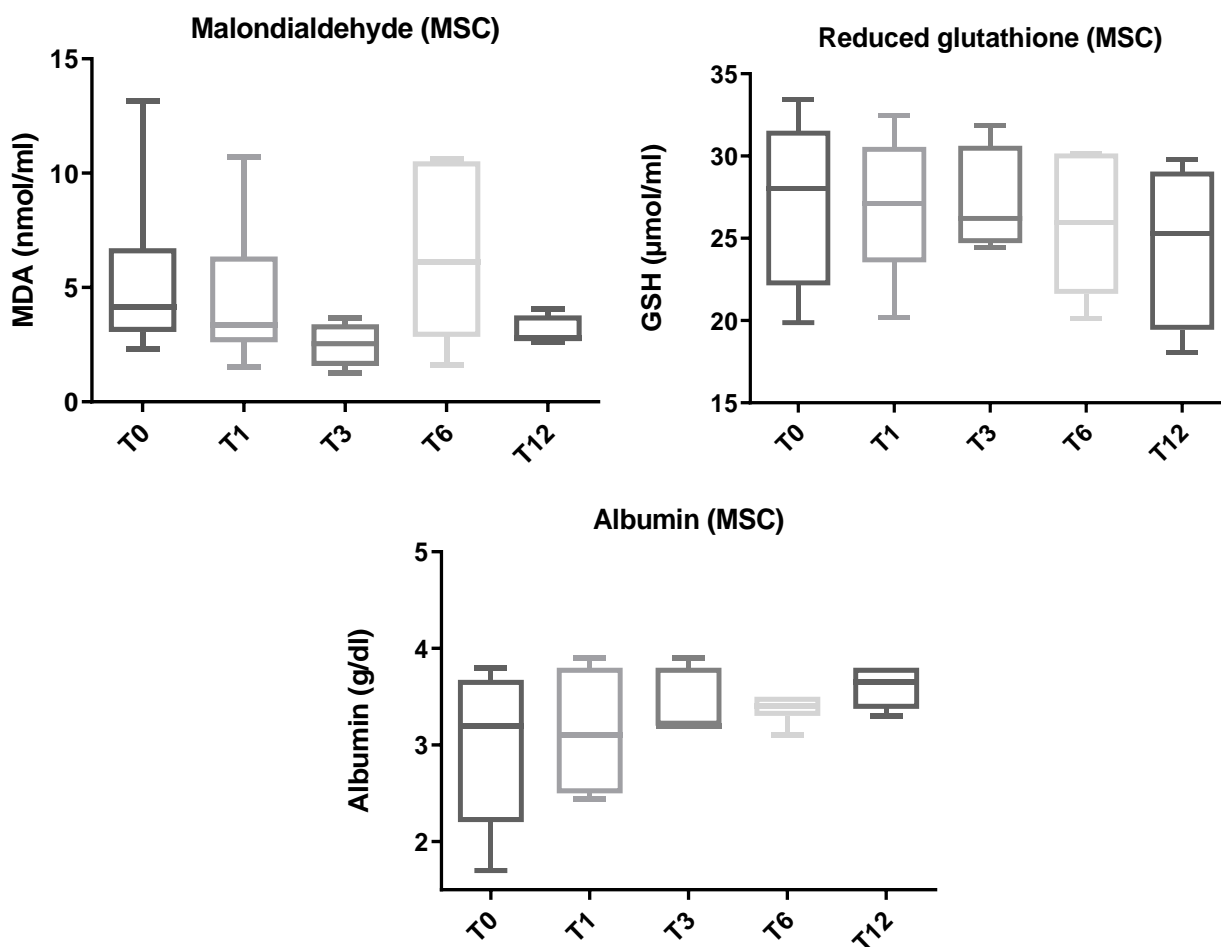 Malondialdehyde (MSC)
MDA (nmol/ml)
15
10
5
0
T0
T1
T3
T6
T12
Reduced glutathione (MSC)
GSH (µmol/ml)
35
30
25
20
15
T0
T1
T3
T6
T12
Albumin (MSC)
Albumin (g/dl)
5
4
3
2
T0
T1
T3
T6
T12